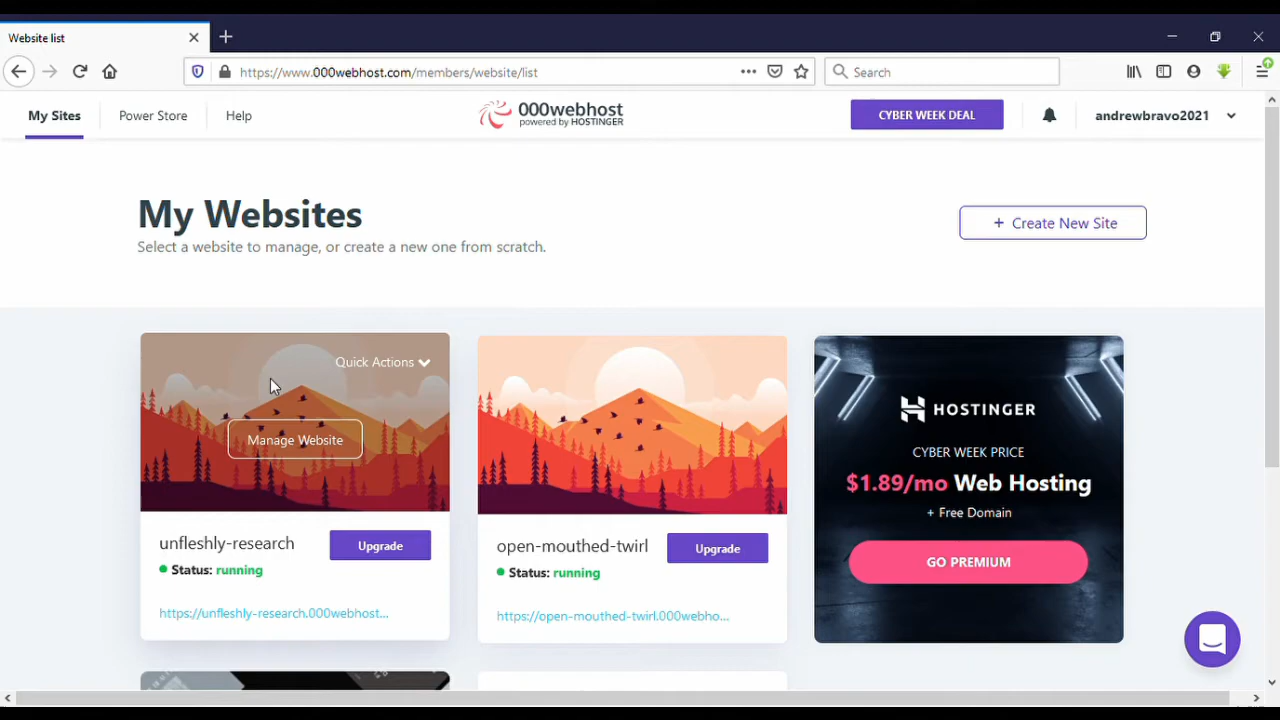 Website list
https://www.000webhost.com/members/website/list
Search
My Sites
Power Store
Help
000webhost
powered by HOSTINGER
CYBER WEEK DEAL
andrewbravo2021
My Websites
Select a website to manage, or create a new one from scratch.
+ Create New Site
Quick Actions
Manage Website
unfleshly-research
Upgrade
Status: running
https://unfleshly-research.000webhost...
open-mouthed-twirl
Upgrade
Status: running
https://open-mouthed-twirl.000webho...
HOSTINGER
CYBER WEEK PRICE
$1.89/mo Web Hosting
+ Free Domain
GO PREMIUM